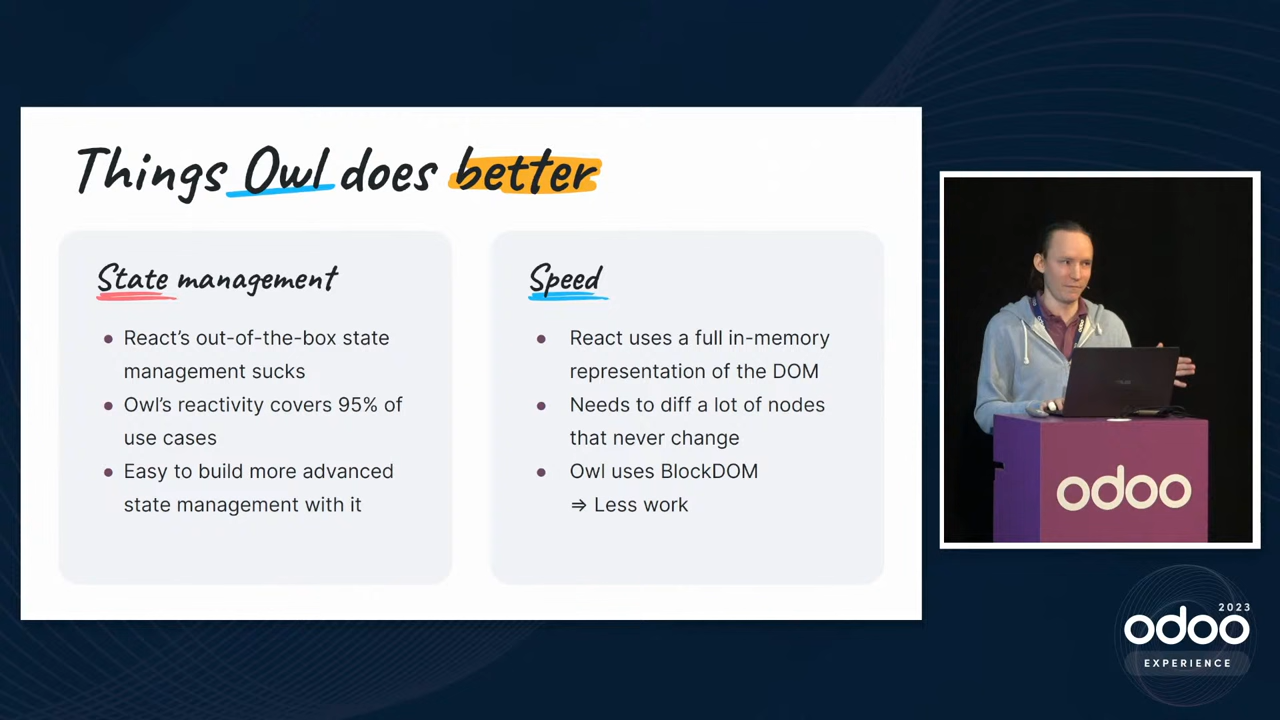 Things Owl does better
State management
React's out-of-the-box state
management sucks
Owl's reactivity covers 95% of
use cases
Easy to build more advanced
state management with it
Speed
React uses a full in-memory
representation of the DOM
Needs to diff a lot of nodes
that never change
Owl uses BlockDOM
⇒ Less work
odoo
2023
odoo
EXPERIENCE